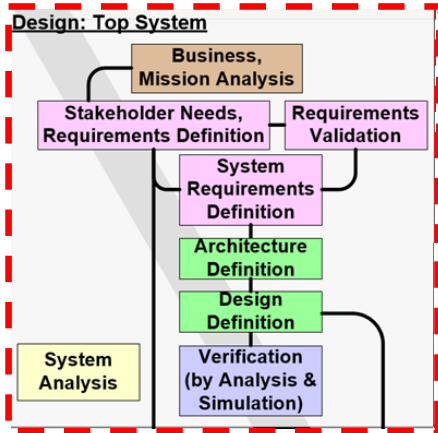 Design: Top System
Business,
Mission Analysis
Stakeholder Needs,
Requirements Definition
Requirements
Validation
System
Requirements
Definition
Architecture
Definition
Design
Definition
System
Analysis
Verification
(by Analysis &
Simulation)